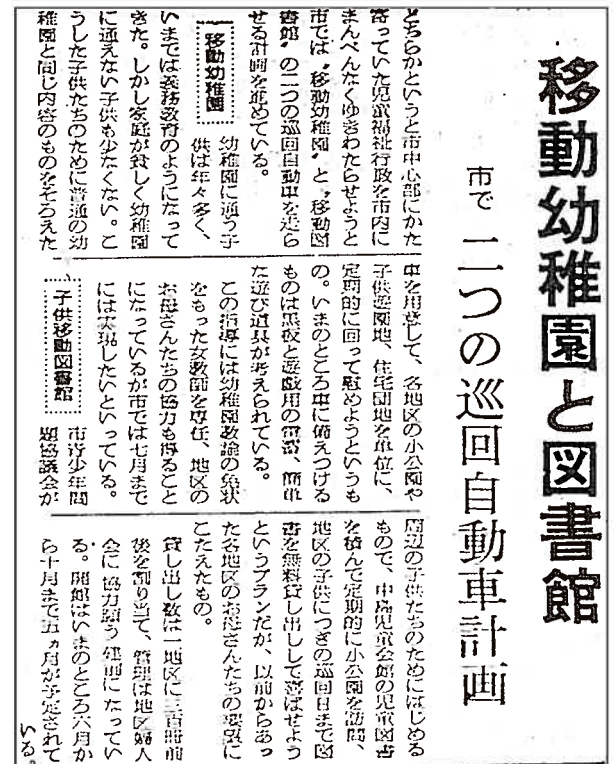 移動幼稚園と図書館
市で 二つの巡回自動車計画
どちらかというと市中心部にかた
寄っていた児童福祉行政を市内に
まんべんなくゆきわたらせようと
市では“移動幼稚園”と“移動図
書館”の二つの巡回自動車を走ら
せる計画を進めている。
移動幼稚園
幼稚園に通う子
供は年々多く、
いまでは義務教育のようになって
きた。しかし家庭が貧しく幼稚園
に通えない子供も少なくない。こ
うした子供たちのために普通の幼
稚園と同じ内容のものをそろえた
車を用意して、各地区の小公園や
子供遊園地、住宅団地を単位に、
定期的に回って慰めようというも
の。いまのところ車に備えつける
ものは黒板と遊戯用の電蓄、簡単
な遊び道具が考えられている。
この指導には幼稚園教諭の免状
をもった女教師を専任、地区の
お母さんたちの協力も得ること
になっているが市では七月まで
には実現したいといっている。
子供移動図書館
市青少年問
題協議会が
周辺の子供たちのためにはじめる
もので、中島児童会館の児童図書
を積んで定期的に小公園を訪問、
地区の子供につぎの巡回日まで図
書を無料貸し出しして喜ばせよう
というプランだが、以前からあっ
た各地区のお母さんたちの要望に
こたえたもの。
貸し出し数は一地区に三百冊前
後を割り当て、管理は地区婦人
会に協力願う建前になってい
る。開館はいまのところ六月か
ら十月まで五カ月が予定されて
いる。